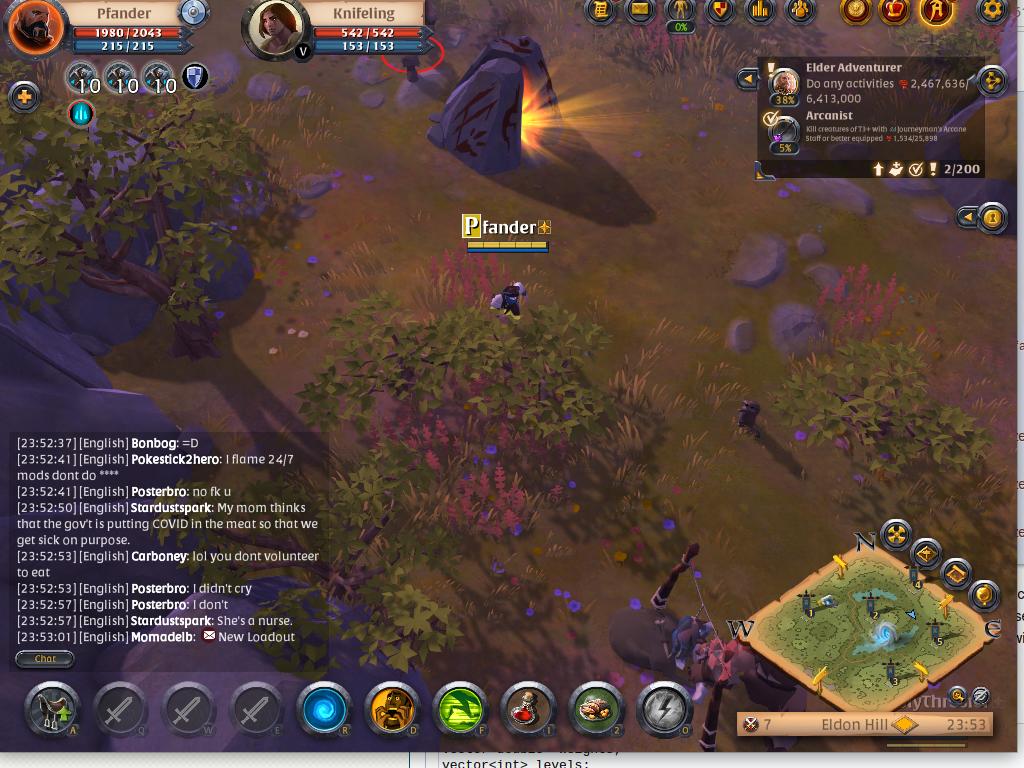 Pfander
1980 / 2043
215 / 215
Knifeling
542 / 542
153 / 153
V
0%
10 10 10
Elder Adventurer
Do any activities 2,467,636/
6,413,000
38%
Arcanist
Kill creatures of T3+ with Journeyman's Arcane
Staff or better equipped 1,534/25,898
5%
2/200
Pfander
[23:52:37] [English] Bonbog: =D
[23:52:41] [English] Pokestick2hero: I flame 24/7
mods dont do ****
[23:52:41] [English] Posterbro: no fk u
[23:52:50] [English] Stardustspark: My mom thinks
that the gov't is putting COVID in the meat so that we
get sick on purpose.
[23:52:53] [English] Carboney: lol you dont volunteer
to eat
[23:52:53] [English] Posterbro: I didn't cry
[23:52:57] [English] Posterbro: I don't
[23:52:57] [English] Stardustspark: She's a nurse.
[23:53:01] [English] Momadelb: New Loadout
Chat
A Q W E R D F 1 2 O
N
W
E
4
2
5
3
7 Eldon Hill 23:53
vector<int> levels;